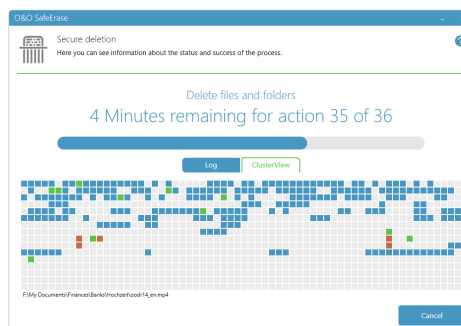 O&O SafeErase
Secure deletion
Here you can see information about the status and success of the process.
Delete files and folders
4 Minutes remaining for action 35 of 36
Log
ClusterView
F:\My Documents\Finances\Banks\Hochzeit\oodr14_en.mp4
Cancel